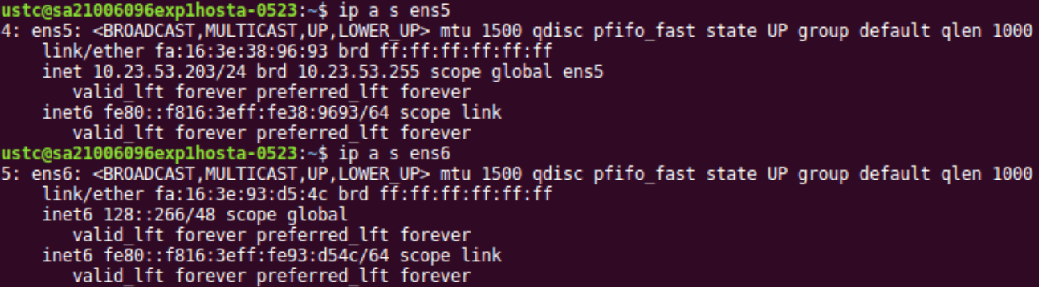 ustc@sa21006096exp1hosta-0523:~$ ip a s ens5
4: ens5: <BROADCAST,MULTICAST,UP,LOWER_UP> mtu 1500 qdisc pfifo_fast state UP group default qlen 1000
link/ether fa:16:3e:38:96:93 brd ff:ff:ff:ff:ff:ff
inet 10.23.53.203/24 brd 10.23.53.255 scope global ens5
valid_lft forever preferred_lft forever
inet6 fe80::f816:3eff:fe38:9693/64 scope link
valid_lft forever preferred_lft forever
ustc@sa21006096exp1hosta-0523:~$ ip a s ens6
5: ens6: <BROADCAST,MULTICAST,UP,LOWER_UP> mtu 1500 qdisc pfifo_fast state UP group default qlen 1000
link/ether fa:16:3e:93:d5:4c brd ff:ff:ff:ff:ff:ff
inet6 128::266/48 scope global
valid_lft forever preferred_lft forever
inet6 fe80::f816:3eff:fe93:d54c/64 scope link
valid_lft forever preferred_lft forever